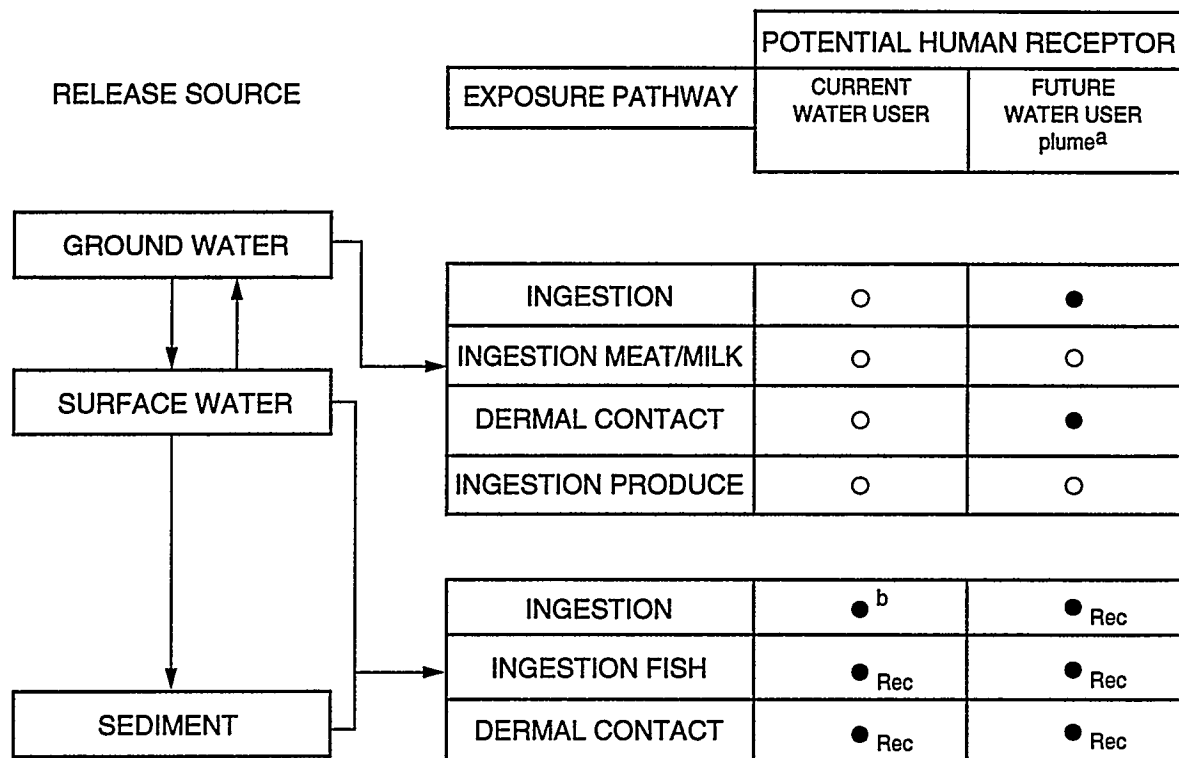 POTENTIAL HUMAN RECEPTOR
RELEASE SOURCE
EXPOSURE PATHWAY
CURRENT
WATER USER
FUTURE
WATER USER
plumea
GROUND WATER
SURFACE WATER
SEDIMENT
INGESTION
INGESTION MEAT/MILK
DERMAL CONTACT
INGESTION PRODUCE
INGESTION
b
Rec
INGESTION FISH
Rec
Rec
DERMAL CONTACT
Rec
Rec